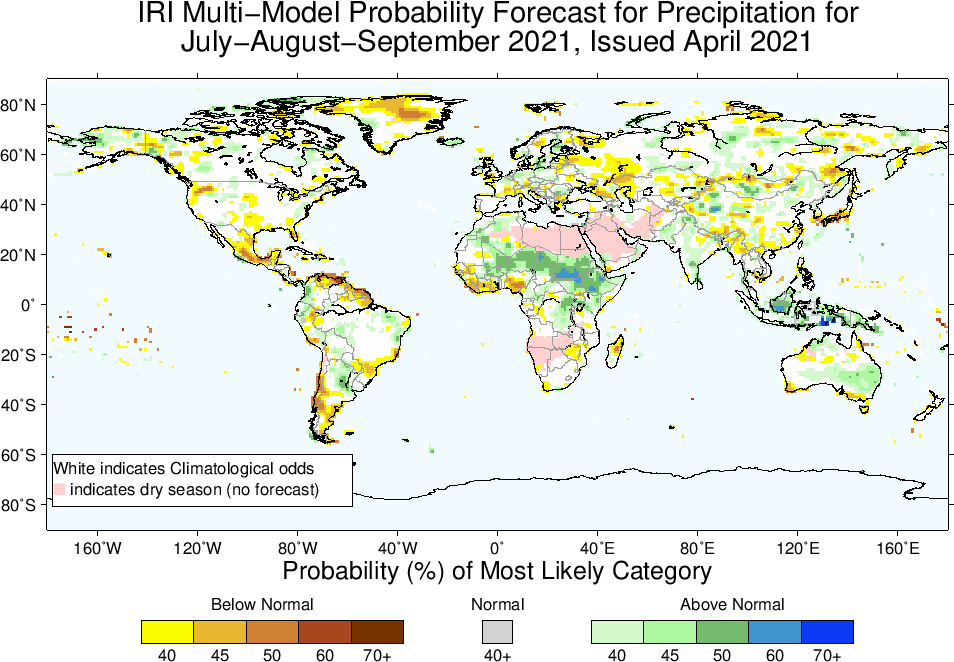 IRI Multi−Model Probability Forecast for Precipitation for
July−August−September 2021, Issued April 2021
80˚N
60˚N
40˚N
20˚N
0˚
20˚S
40˚S
60˚S
80˚S
White indicates Climatological odds
indicates dry season (no forecast)
160˚W 120˚W 80˚W 40˚W 0˚ 40˚E 80˚E 120˚E 160˚E
Probability (%) of Most Likely Category
Below Normal Normal Above Normal
40 45 50 60 70+ 40+ 40 45 50 60 70+